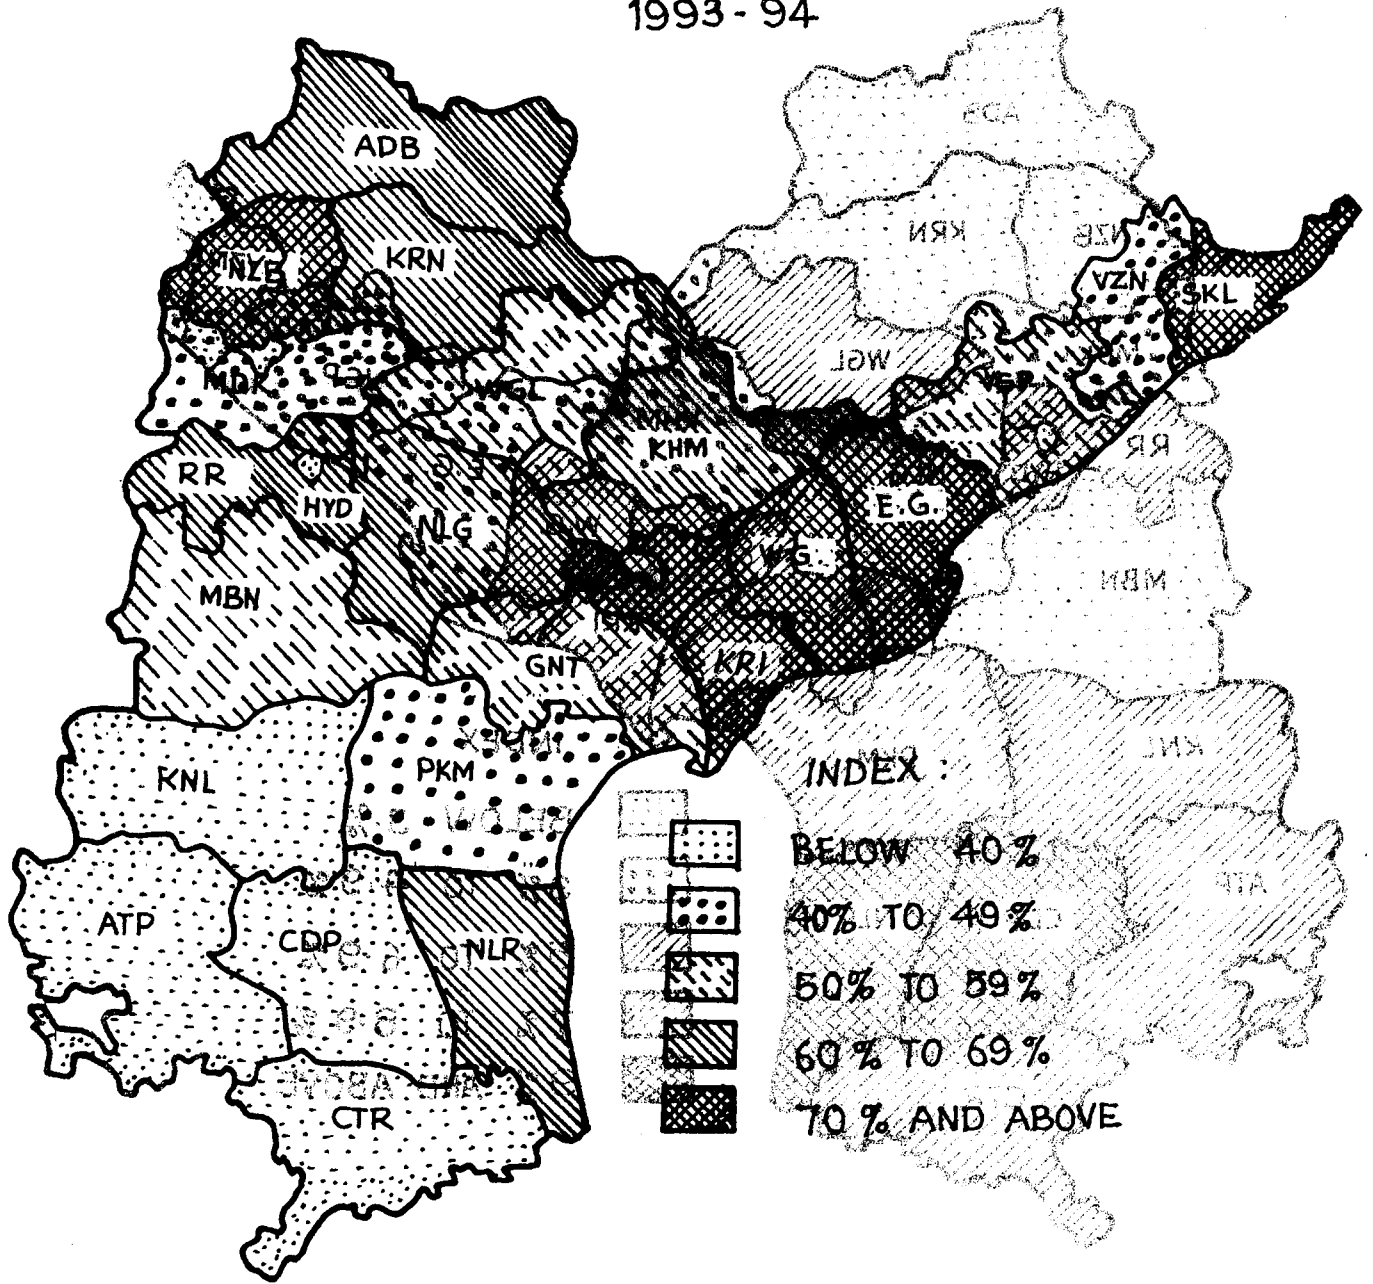 1993-94
ADB
KRN
NZB
VZN
SKL
MDK
WGL
VSP
RR
HYD
KHM
NLG
E.G.
W.G.
MBN
GNT
KRI
KNL
PKM
INDEX :
BELOW 40%
40% TO 49%
ATP
CDP
NLR
50% TO 59%
60% TO 69%
CTR
70% AND ABOVE